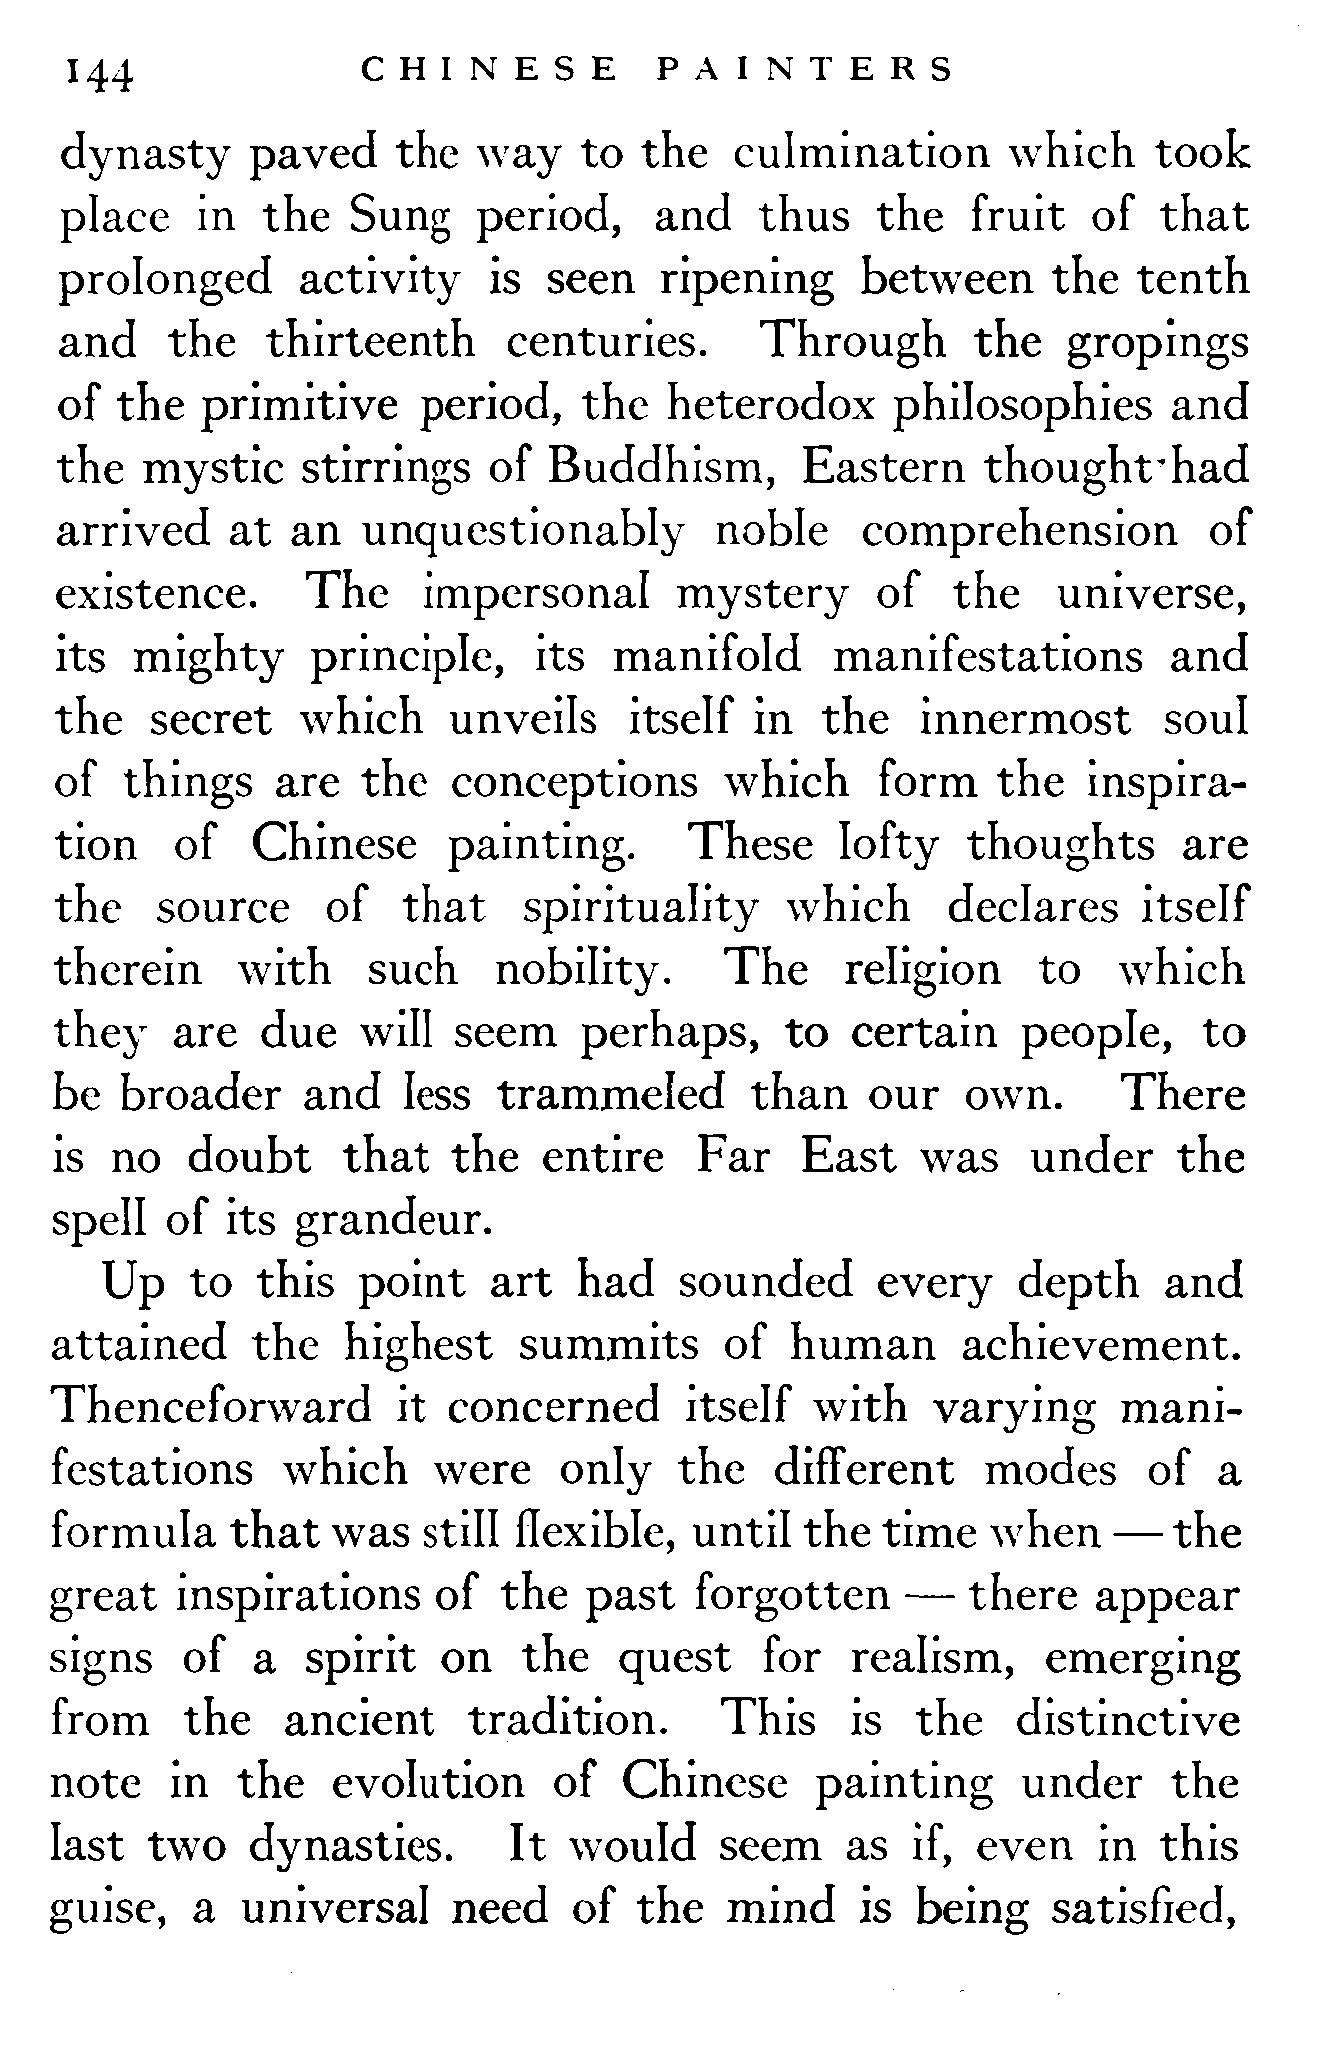 144 CHINESE PAINTERS
dynasty paved the way to the culmination which took
place in the Sung period, and thus the fruit of that
prolonged activity is seen ripening between the tenth
and the thirteenth centuries. Through the gropings
of the primitive period, the heterodox philosophies and
the mystic stirrings of Buddhism, Eastern thought had
arrived at an unquestionably noble comprehension of
existence. The impersonal mystery of the universe,
its mighty principle, its manifold manifestations and
the secret which unveils itself in the innermost soul
of things are the conceptions which form the inspira-
tion of Chinese painting. These lofty thoughts are
the source of that spirituality which declares itself
therein with such nobility. The religion to which
they are due will seem perhaps, to certain people, to
be broader and less trammeled than our own. There
is no doubt that the entire Far East was under the
spell of its grandeur.
Up to this point art had sounded every depth and
attained the highest summits of human achievement.
Thenceforward it concerned itself with varying mani-
festations which were only the different modes of a
formula that was still flexible, until the time when — the
great inspirations of the past forgotten — there appear
signs of a spirit on the quest for realism, emerging
from the ancient tradition. This is the distinctive
note in the evolution of Chinese painting under the
last two dynasties. It would seem as if, even in this
guise, a universal need of the mind is being satisfied,